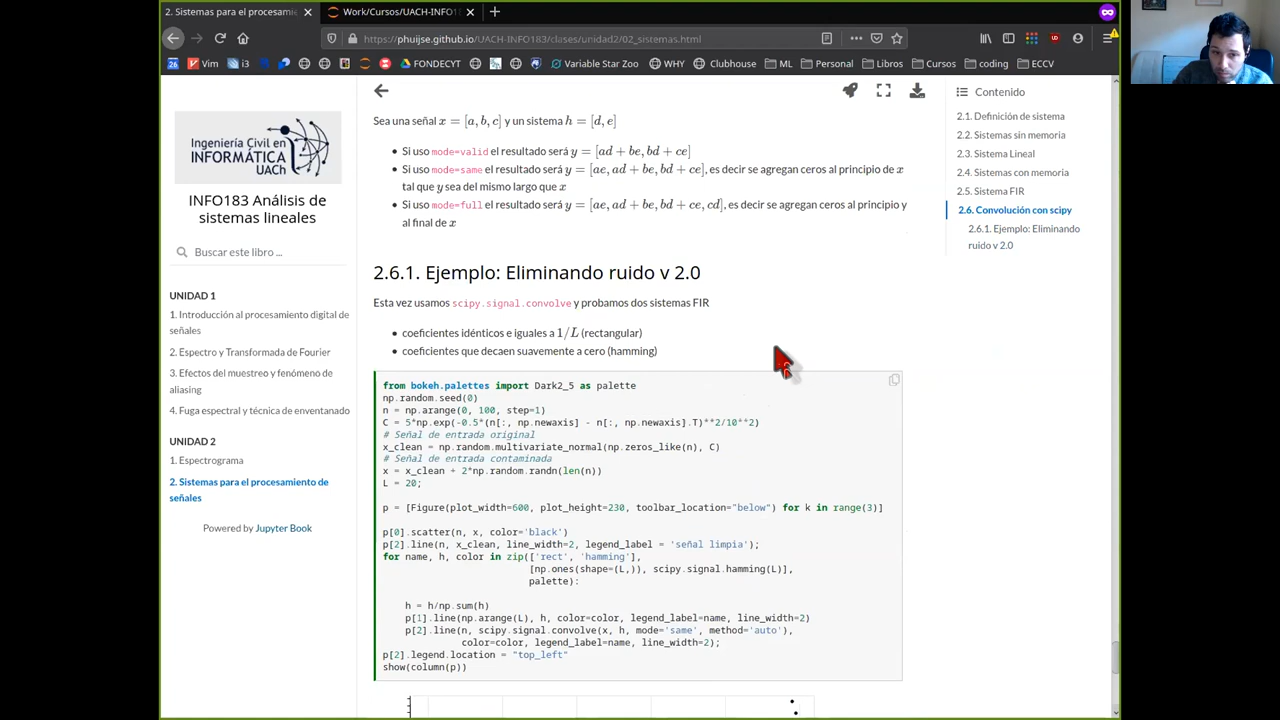 2. Sistemas para el procesamie
Work/Cursos/UACH-INFO1
https://phuijse.github.io/UACH-INFO183/clases/unidad2/02_sistemas.html
26 Vim i3 FONDECYT Variable Star Zoo WHY Clubhouse ML Personal Libros Cursos coding ECCV
Ingeniería Civil en
INFORMÁTICA
UACh
INFO183 Análisis de
sistemas lineales
Buscar este libro ...
UNIDAD 1
1. Introducción al procesamiento digital de
señales
2. Espectro y Transformada de Fourier
3. Efectos del muestreo y fenómeno de
aliasing
4. Fuga espectral y técnica de enventanado
UNIDAD 2
1. Espectrograma
2. Sistemas para el procesamiento de
señales
Powered by Jupyter Book
Sea una señal x = [a, b, c] y un sistema h = [d, e]
• Si uso mode=valid el resultado será y = [ad + be, bd + ce]
• Si uso mode=same el resultado será y = [ae, ad + be, bd + ce], es decir se agregan ceros al principio de x
tal que y sea del mismo largo que x
• Si uso mode=full el resultado será y = [ae, ad + be, bd + ce, cd], es decir se agregan ceros al principio y
al final de x
2.6.1. Ejemplo: Eliminando ruido v 2.0
Esta vez usamos scipy.signal.convolve y probamos dos sistemas FIR
• coeficientes idénticos e iguales a 1/L (rectangular)
• coeficientes que decaen suavemente a cero (hamming)
from bokeh.palettes import Dark2_5 as palette
np.random.seed(0)
n = np.arange(0, 100, step=1)
C = 5*np.exp(-0.5*(n[:, np.newaxis] - n[:, np.newaxis].T)**2/10**2)
# Señal de entrada original
x_clean = np.random.multivariate_normal(np.zeros_like(n), C)
# Señal de entrada contaminada
x = x_clean + 2*np.random.randn(len(n))
L = 20;
p = [Figure(plot_width=600, plot_height=230, toolbar_location="below") for k in range(3)]
p[0].scatter(n, x, color='black')
p[2].line(n, x_clean, line_width=2, legend_label = 'señal limpia');
for name, h, color in zip(['rect', 'hamming'],
[np.ones(shape=(L,)), scipy.signal.hamming(L)],
palette):
h = h/np.sum(h)
p[1].line(np.arange(L), h, color=color, legend_label=name, line_width=2)
p[2].line(n, scipy.signal.convolve(x, h, mode='same', method='auto'),
color=color, legend_label=name, line_width=2);
p[2].legend.location = "top_left"
show(column(p))
Contenido
2.1. Definición de sistema
2.2. Sistemas sin memoria
2.3. Sistema Lineal
2.4. Sistemas con memoria
2.5. Sistema FIR
2.6. Convolución con scipy
2.6.1. Ejemplo: Eliminando
ruido v 2.0